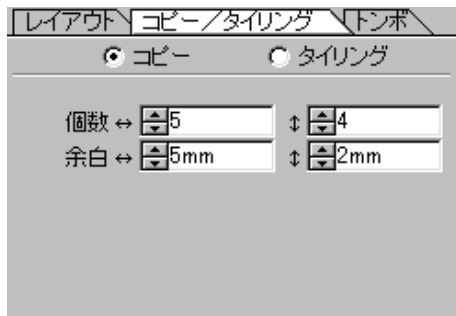 レイアウト コピー／タイリング トンボ
コピー タイリング
個数 ↔ 5 ↕ 4
余白 ↔ 5mm ↕ 2mm